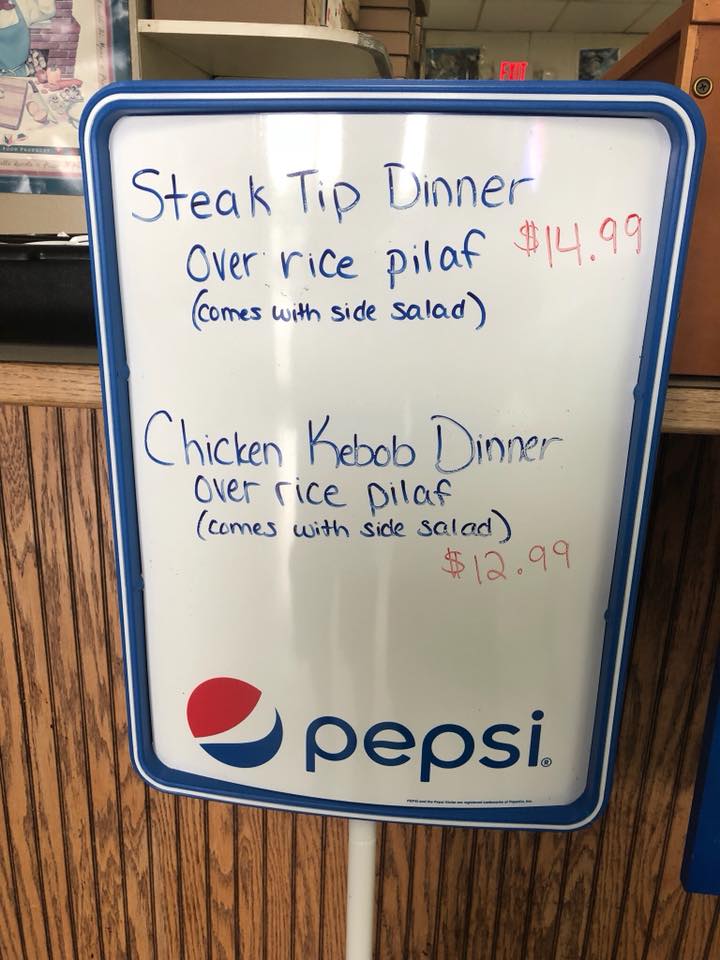 EXIT
Steak Tip Dinner
over rice pilaf $14.99
(comes with side salad)
Chicken Kebob Dinner
over rice pilaf
(comes with side salad)
$12.99
pepsi®